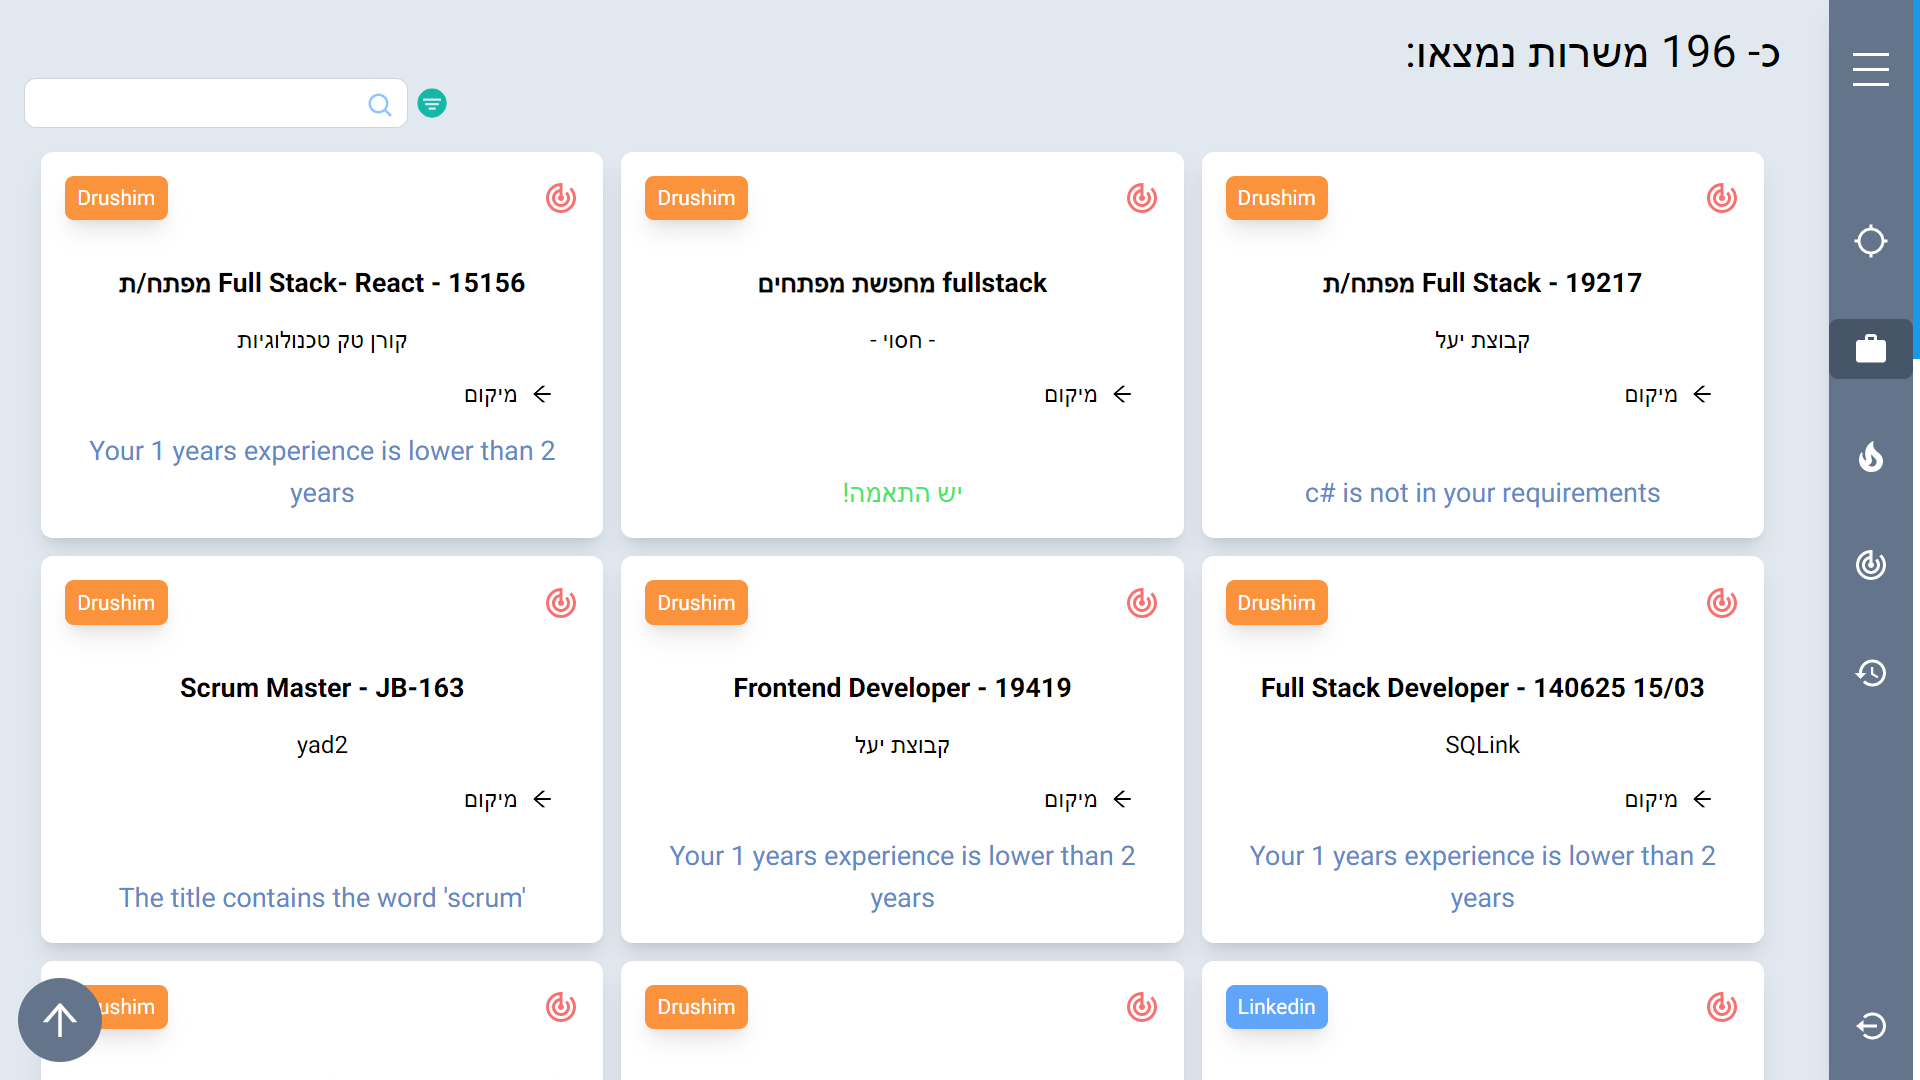 כ- 196 משרות נמצאו:
Drushim
מפתח/ת Full Stack - 19217
קבוצת יעל
מיקום
c# is not in your requirements
Drushim
מחפשת מפתחים fullstack
- חסוי -
מיקום
יש התאמה!
Drushim
מפתח/ת Full Stack- React - 15156
קורן טק טכנולוגיות
מיקום
Your 1 years experience is lower than 2
years
Drushim
Full Stack Developer - 140625 15/03
SQLink
מיקום
Your 1 years experience is lower than 2
years
Drushim
Frontend Developer - 19419
קבוצת יעל
מיקום
Your 1 years experience is lower than 2
years
Drushim
Scrum Master - JB-163
yad2
מיקום
The title contains the word 'scrum'
Linkedin
Drushim
ushim